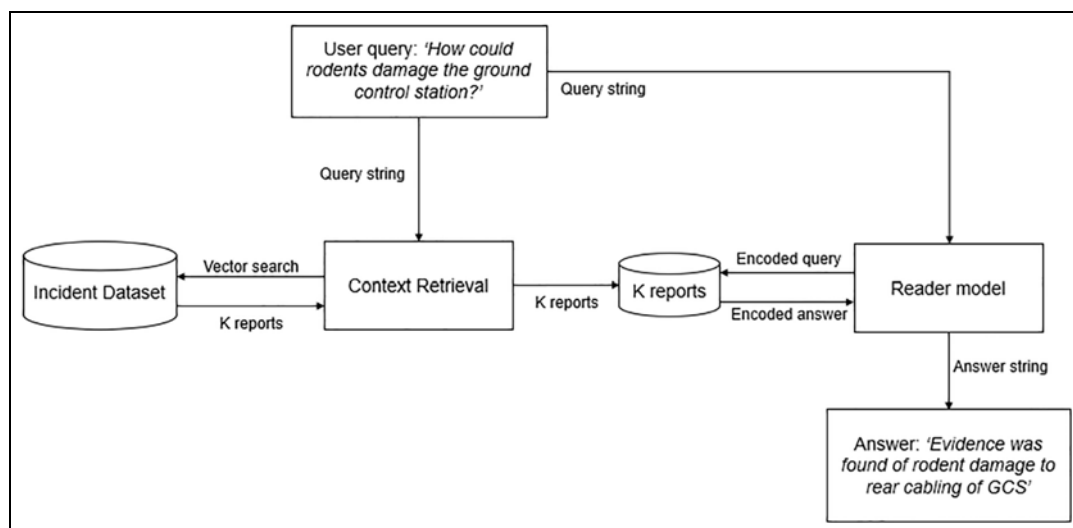 User query: ‘How could
rodents damage the ground
control station?’
Query string
Query string
Incident Dataset
Vector search
K reports
Context Retrieval
K reports
K reports
Encoded query
Encoded answer
Reader model
Answer string
Answer: ‘Evidence was
found of rodent damage to
rear cabling of GCS’